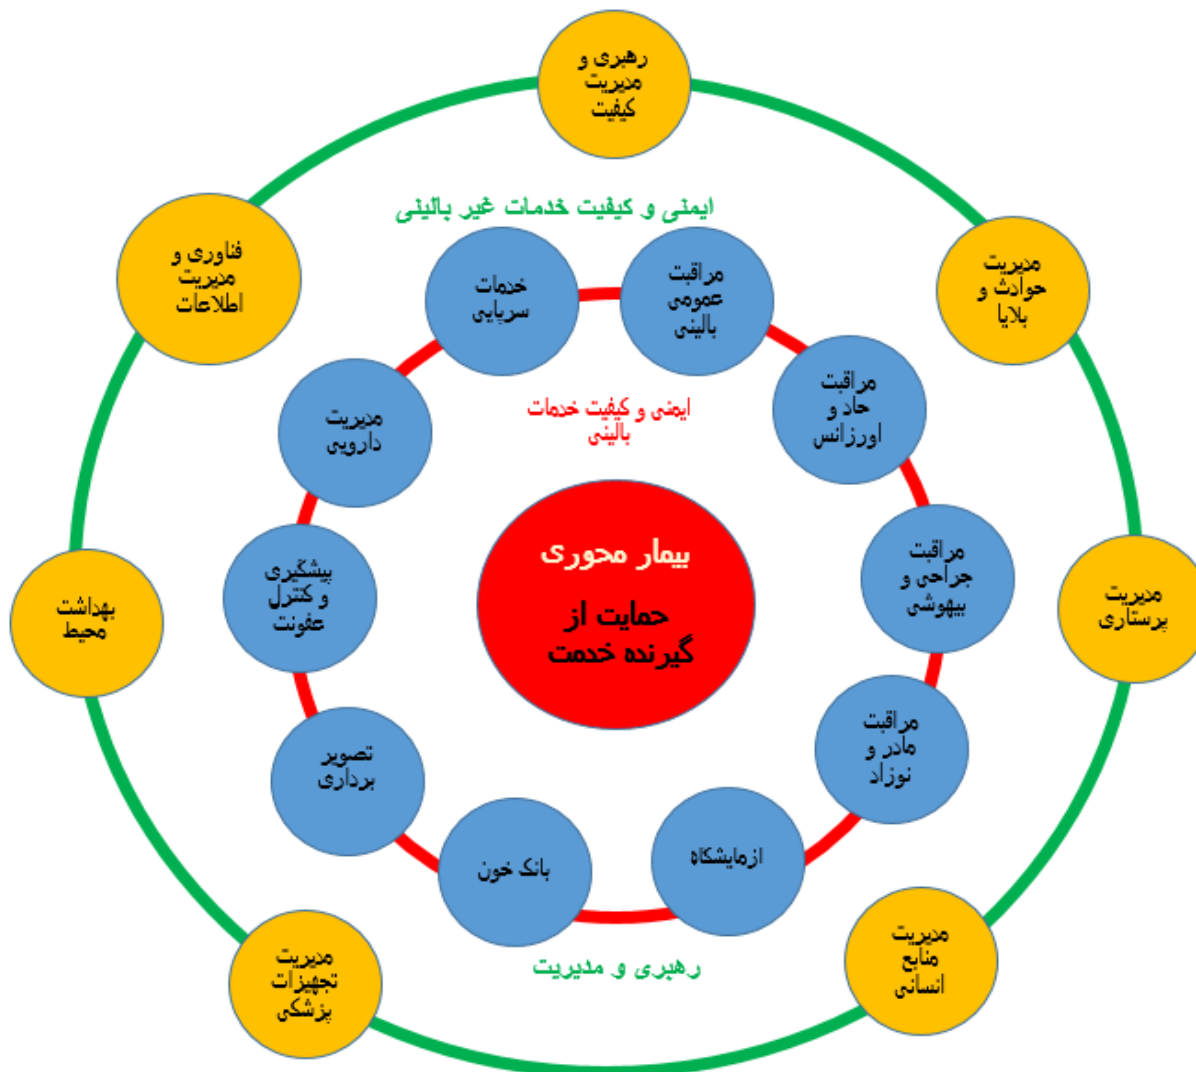 رهبری و
مدیریت
کیفیت
ایمنی و کیفیت خدمات غیر بالینی
فناوری و
مدیریت
اطلاعات
مدیریت
حوادث و
بلایا
خدمات
سرپایی
مراقبت
عمومی
بالینی
مراقبت
حاد و
اورژانس
مدیریت
دارویی
ایمنی و کیفیت خدمات
بالینی
بیمار محوری
حمایت از
گیرنده خدمت
پیشگیری
و کنترل
عفونت
مراقبت
جراحی و
بیهوشی
بهداشت
محیط
مدیریت
پرستاری
تصویر
برداری
مراقبت
مادر و
نوزاد
بانک خون
ازمایشگاه
رهبری و مدیریت
مدیریت
تجهیزات
پزشکی
مدیریت
منابع
انسانی